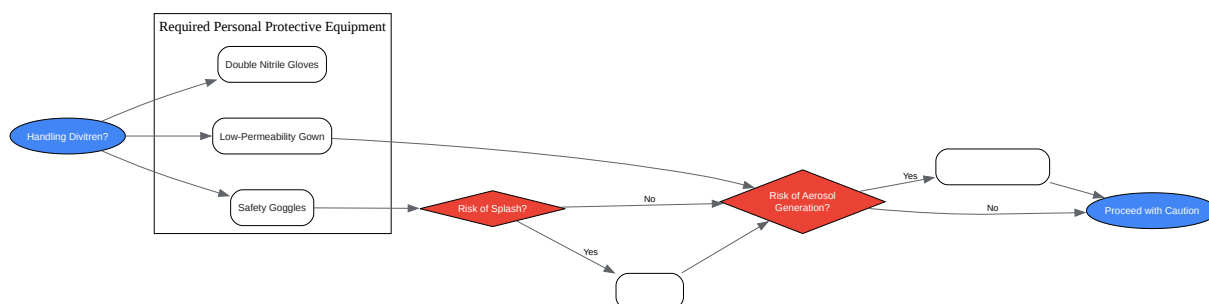 Required Personal Protective Equipment
Double Nitrile Gloves
Handling Divitren?
Low-Permeability Gown
Safety Goggles
Risk of Splash?
No
Yes
Risk of Aerosol
Generation?
Yes
No
Proceed with Caution